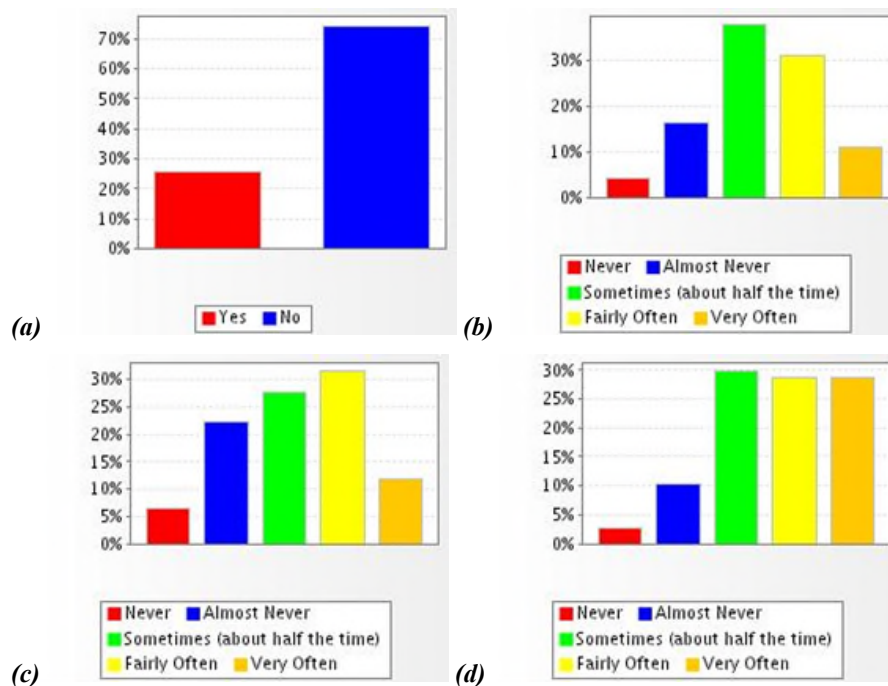 70%
60%
50%
40%
30%
20%
10%
0%
Yes No
(a)
30%
20%
10%
0%
Never Almost Never
Sometimes (about half the time)
Fairly Often Very Often
(b)
30%
25%
20%
15%
10%
5%
0%
Never Almost Never
Sometimes (about half the time)
Fairly Often Very Often
(c)
30%
25%
20%
15%
10%
5%
0%
Never Almost Never
Sometimes (about half the time)
Fairly Often Very Often
(d)